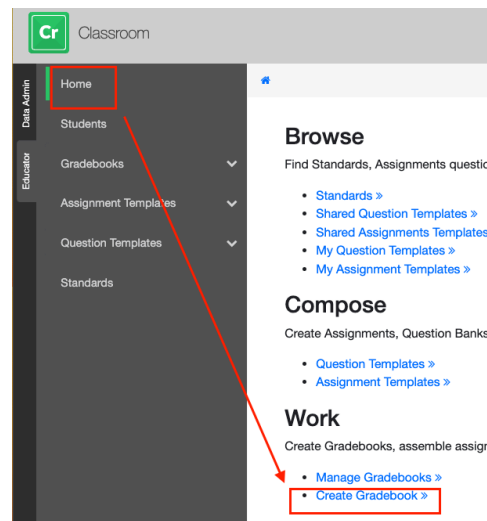 Cr Classroom
Data Admin
Educator
Home
Students
Gradebooks
Assignment Templates
Question Templates
Standards
Browse
Find Standards, Assignments questio
Standards »
Shared Question Templates »
Shared Assignments Templates
My Question Templates »
My Assignment Templates »
Compose
Create Assignments, Question Banks
Question Templates »
Assignment Templates »
Work
Create Gradebooks, assemble assign
Manage Gradebooks »
Create Gradebook »